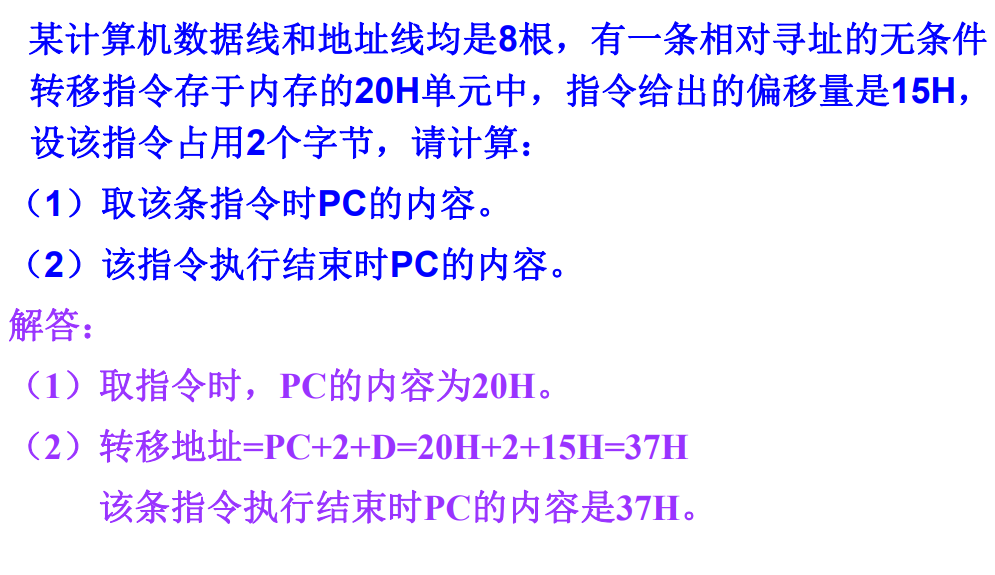 某计算机数据线和地址线均是8根，有一条相对寻址的无条件
转移指令存于内存的20H单元中，指令给出的偏移量是15H，
设该指令占用2个字节，请计算：
（1）取该条指令时PC的内容。
（2）该指令执行结束时PC的内容。
解答：
（1）取指令时，PC的内容为20H。
（2）转移地址=PC+2+D=20H+2+15H=37H
该条指令执行结束时PC的内容是37H。